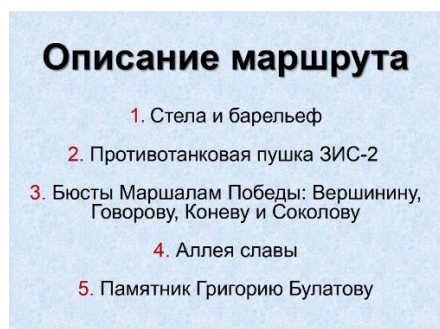 Описание маршрута
1. Стела и барельеф
2. Противотанковая пушка ЗИС-2
3. Бюсты Маршалам Победы: Вершинину,
Говорову, Коневу и Соколову
4. Аллея славы
5. Памятник Григорию Булатову